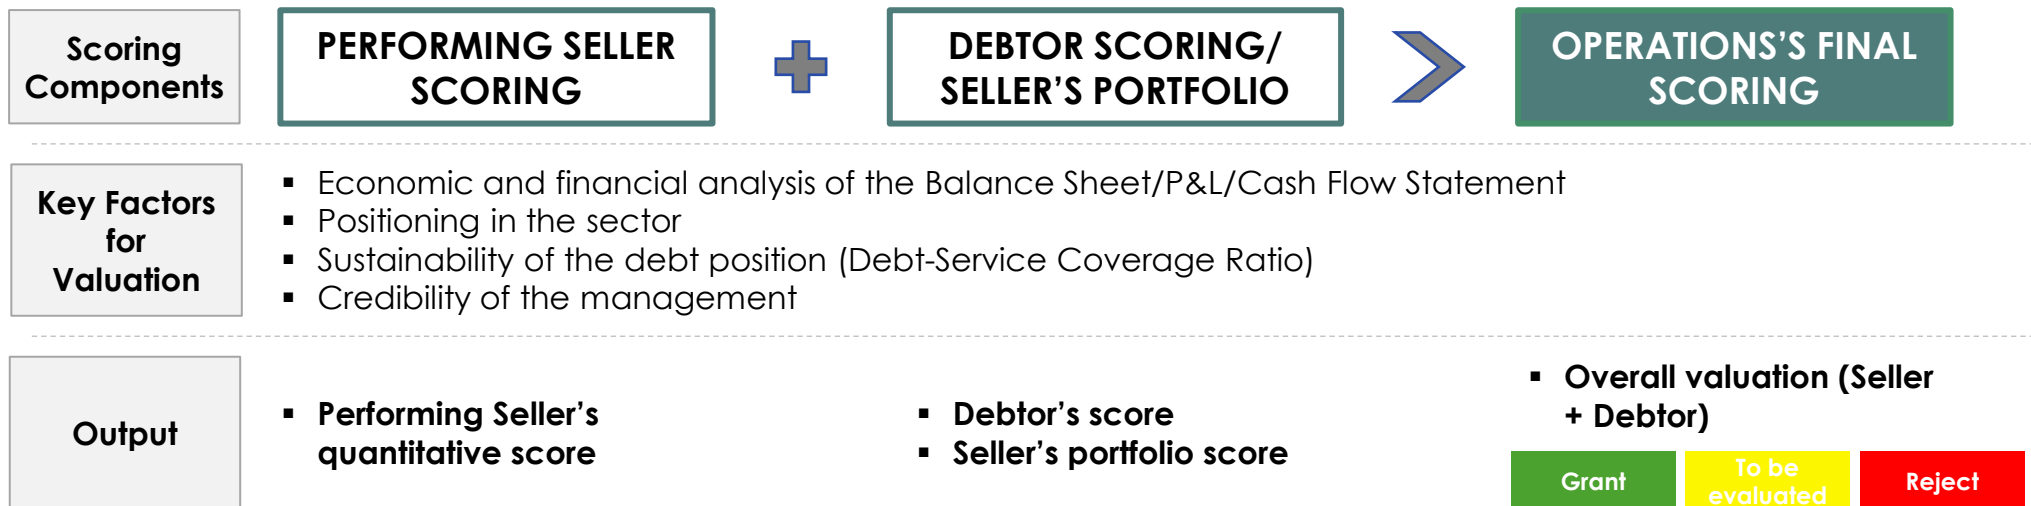 Scoring
Components
PERFORMING SELLER
SCORING
DEBTOR SCORING/
SELLER’S PORTFOLIO
OPERATIONS’S FINAL
SCORING
Key Factors
for
Valuation
▪ Economic and financial analysis of the Balance Sheet/P&L/Cash Flow Statement
▪ Positioning in the sector
▪ Sustainability of the debt position (Debt-Service Coverage Ratio)
▪ Credibility of the management
Output
▪ Performing Seller’s
quantitative score
▪ Debtor’s score
▪ Seller’s portfolio score
▪ Overall valuation (Seller
+ Debtor)
Grant
To be
evaluated
Reject